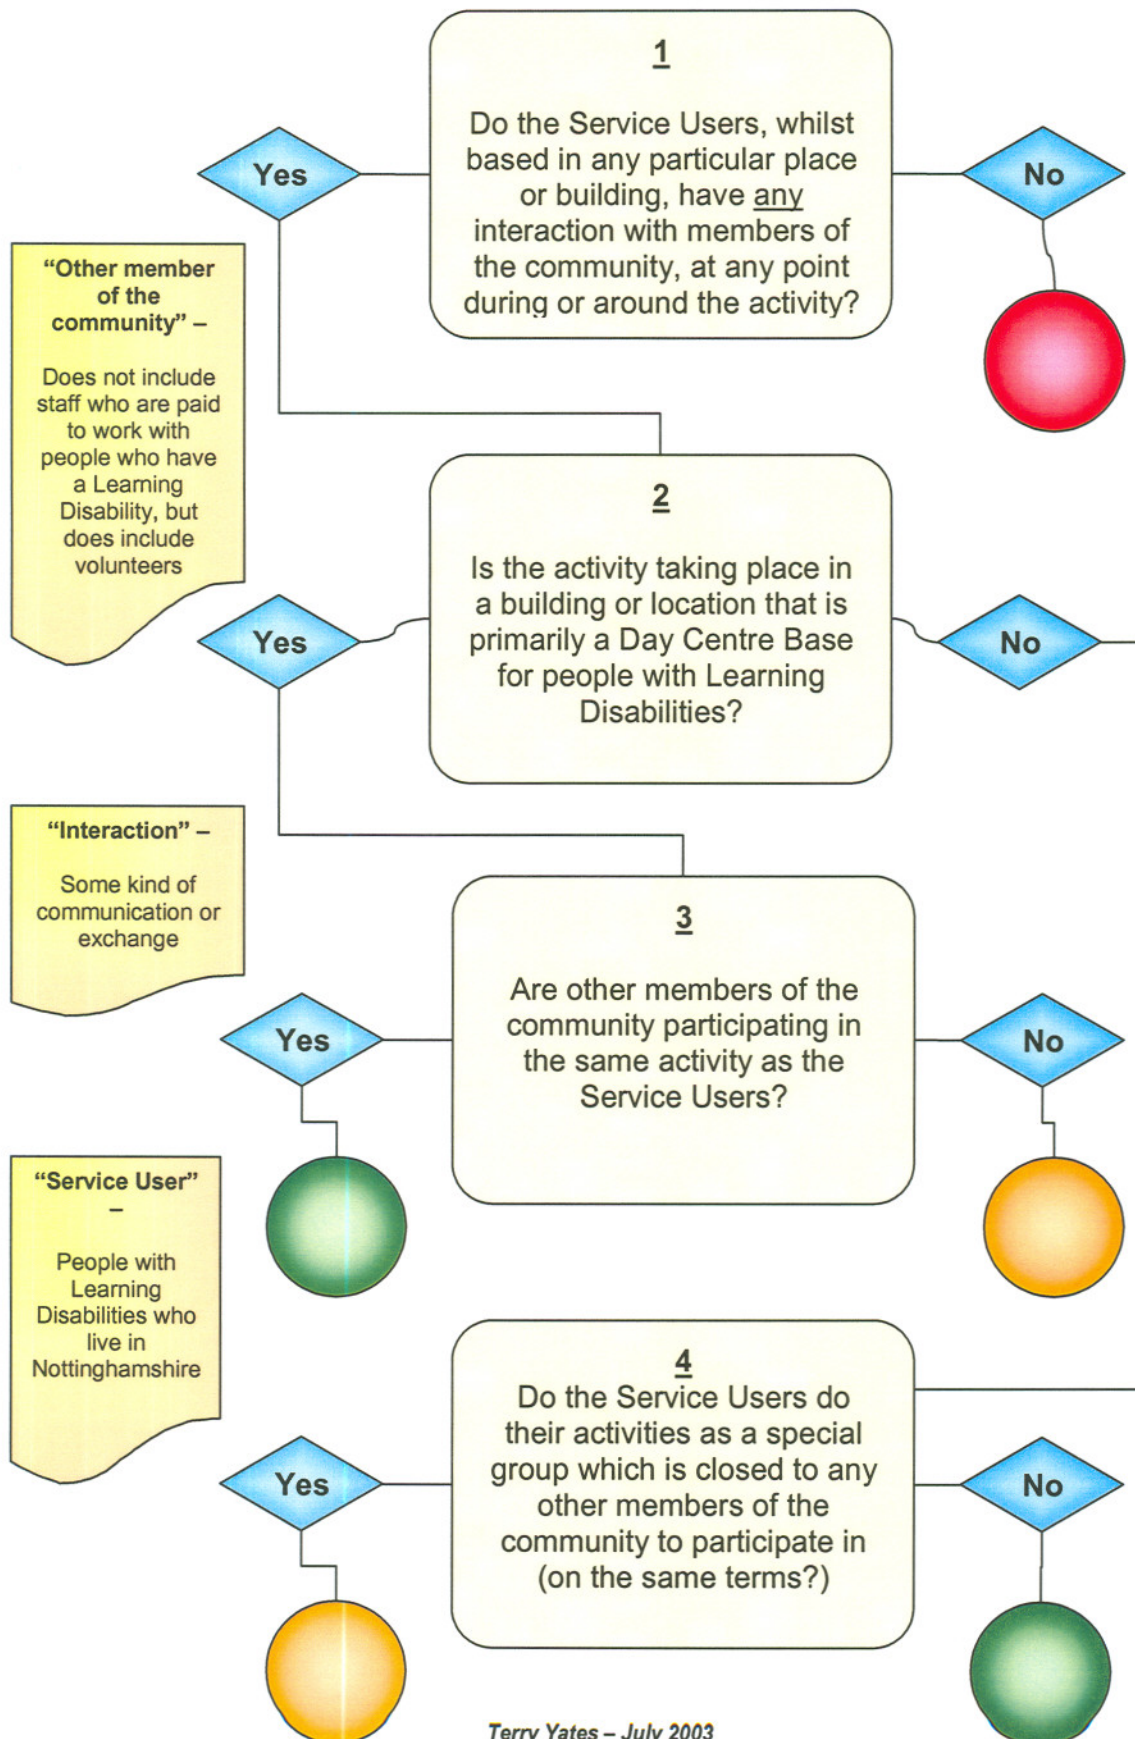 1
Do the Service Users, whilst
based in any particular place
or building, have any
interaction with members of
the community, at any point
during or around the activity?
Yes
No
“Other member
of the
community” –
Does not include
staff who are paid
to work with
people who have
a Learning
Disability, but
does include
volunteers
2
Is the activity taking place in
a building or location that is
primarily a Day Centre Base
for people with Learning
Disabilities?
Yes
No
“Interaction” –
Some kind of
communication or
exchange
3
Are other members of the
community participating in
the same activity as the
Service Users?
Yes
No
“Service User”
–
People with
Learning
Disabilities who
live in
Nottinghamshire
4
Do the Service Users do
their activities as a special
group which is closed to any
other members of the
community to participate in
(on the same terms?)
Yes
No
Terry Yates – July 2003